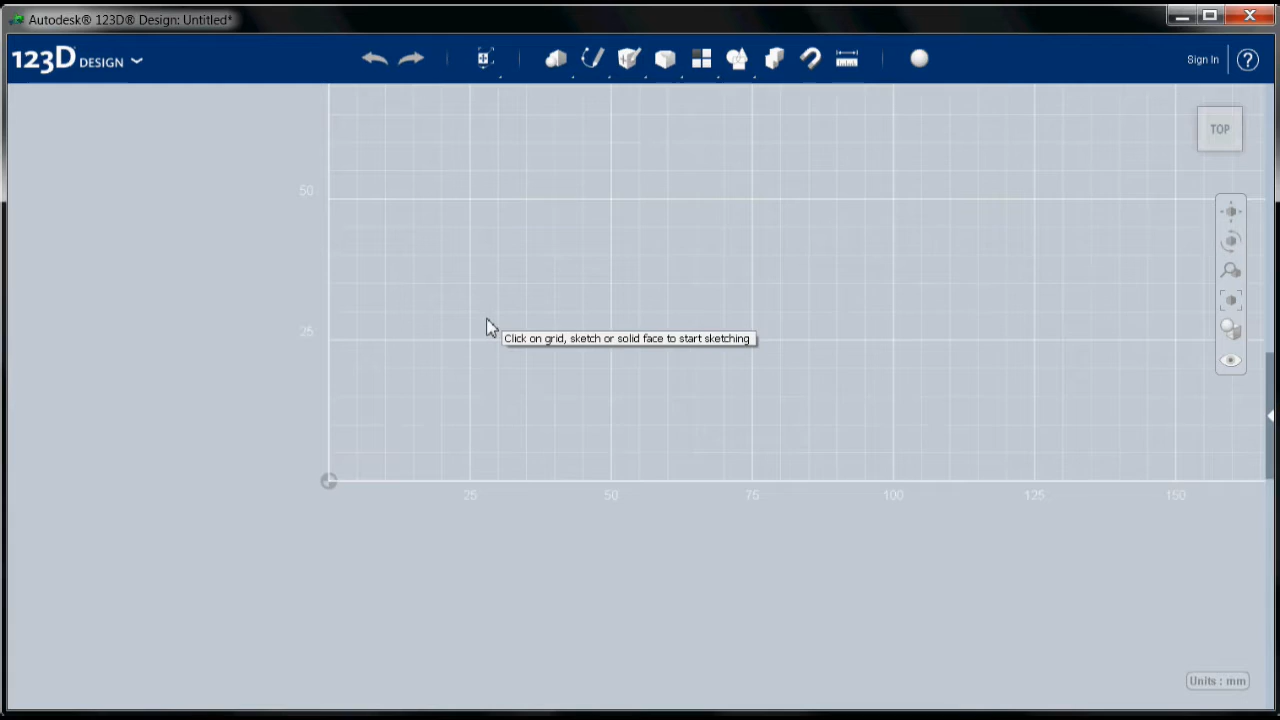 Autodesk® 123D® Design: Untitled*
123D DESIGN
Sign In
?
TOP
50
25
Click on grid, sketch or solid face to start sketching
25 50 75 100 125 150
Units : mm